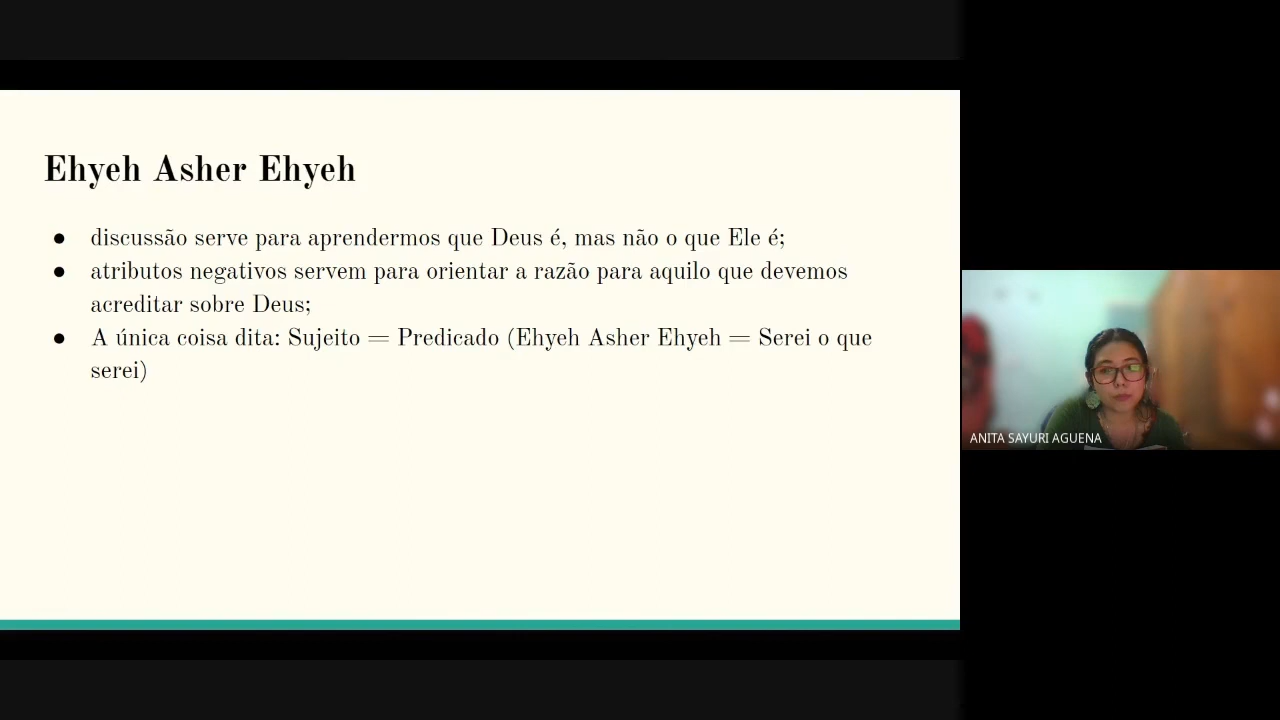 Ehyeh Asher Ehyeh
● discussão serve para aprendermos que Deus é, mas não o que Ele é;
● atributos negativos servem para orientar a razão para aquilo que devemos
acreditar sobre Deus;
● A única coisa dita: Sujeito = Predicado (Ehyeh Asher Ehyeh = Serei o que
serei)
ANITA SAYURI AGUENA